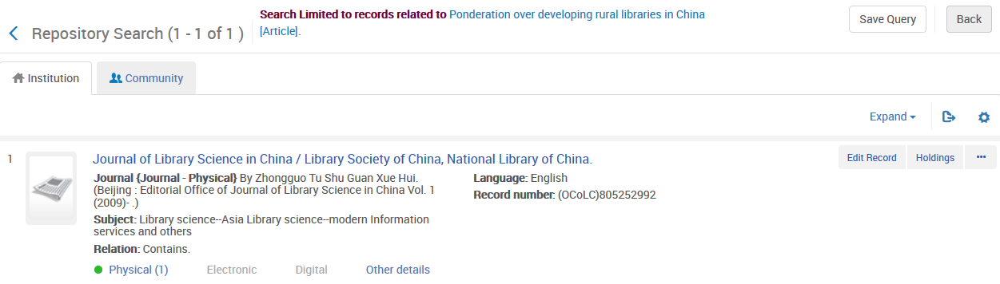 Search Limited to records related to Ponderation over developing rural libraries in China
[Article].
Repository Search (1 - 1 of 1 )
Save Query
Back
Institution
Community
Expand
1
Journal of Library Science in China / Library Society of China, National Library of China.
Edit Record
Holdings
Journal {Journal - Physical} By Zhongguo Tu Shu Guan Xue Hui.
(Beijing : Editorial Office of Journal of Library Science in China Vol. 1
(2009)- .)
Subject: Library science--Asia Library science--modern Information
services and others
Relation: Contains.
Language: English
Record number: (OCoLC)805252992
Physical (1)
Electronic
Digital
Other details